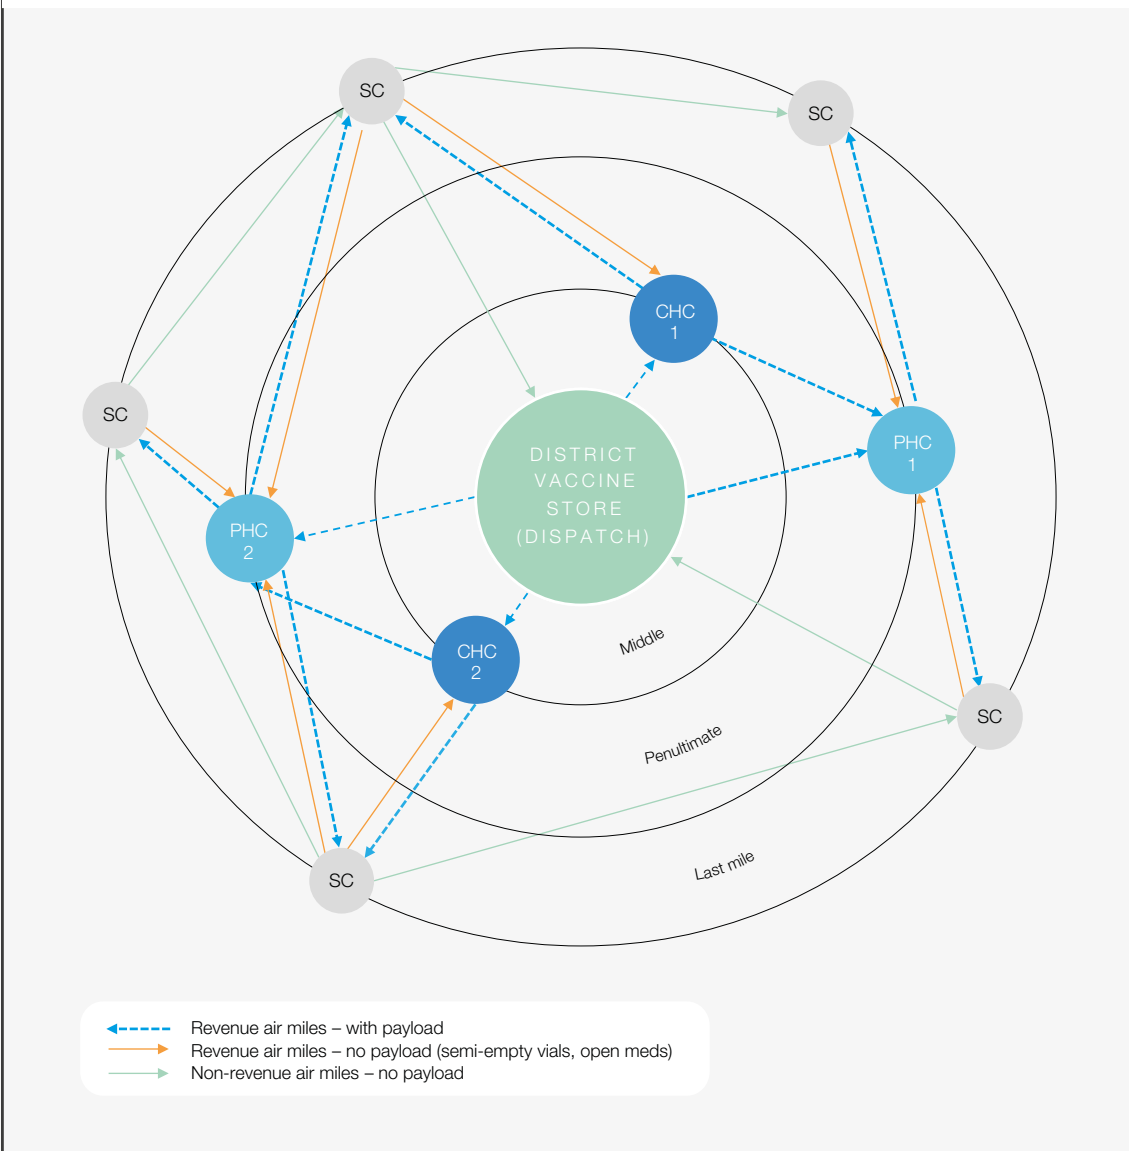 SC
SC
CHC
1
SC
PHC
1
DISTRICT
VACCINE
STORE
(DISPATCH)
PHC
2
Middle
CHC
2
Penultimate
SC
Last mile
SC
Revenue air miles – with payload
Revenue air miles – no payload (semi-empty vials, open meds)
Non-revenue air miles – no payload